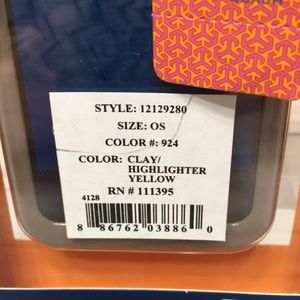 STYLE: 12129280
SIZE: OS
COLOR #: 924
COLOR: CLAY/
HIGHLIGHTER
YELLOW
RN # 111395
4128
8 86762 03886 0